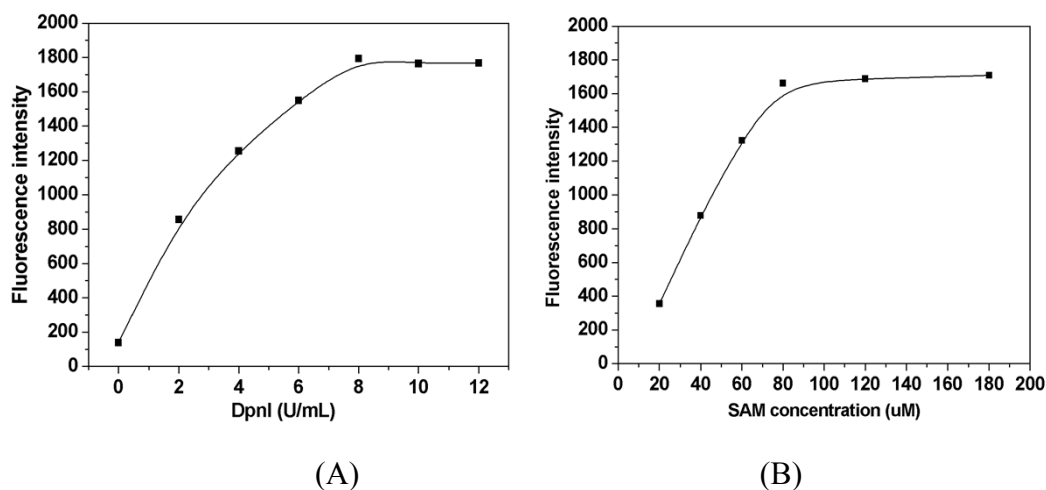 2000
1800
1600
1400
1200
1000
800
600
400
200
0
Fluorescence intensity
0 2 4 6 8 10 12
DpnI (U/mL)
(A)
2000
1800
1600
1400
1200
1000
800
600
400
200
0
Fluorescence intensity
0 20 40 60 80 100 120 140 160 180 200
SAM concentration (uM)
(B)